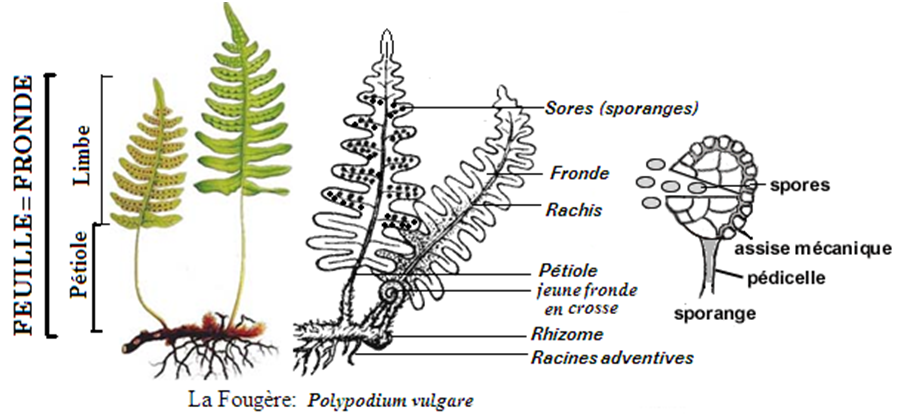 FEUILLE=FRONDE
Limbe
Pétiole
Sores (sporanges)
Fronde
Rachis
Pétiole
jeune fronde
en crosse
Rhizome
Racines adventives
spores
assise mécanique
pédicelle
sporange
La Fougère: Polypodium vulgare